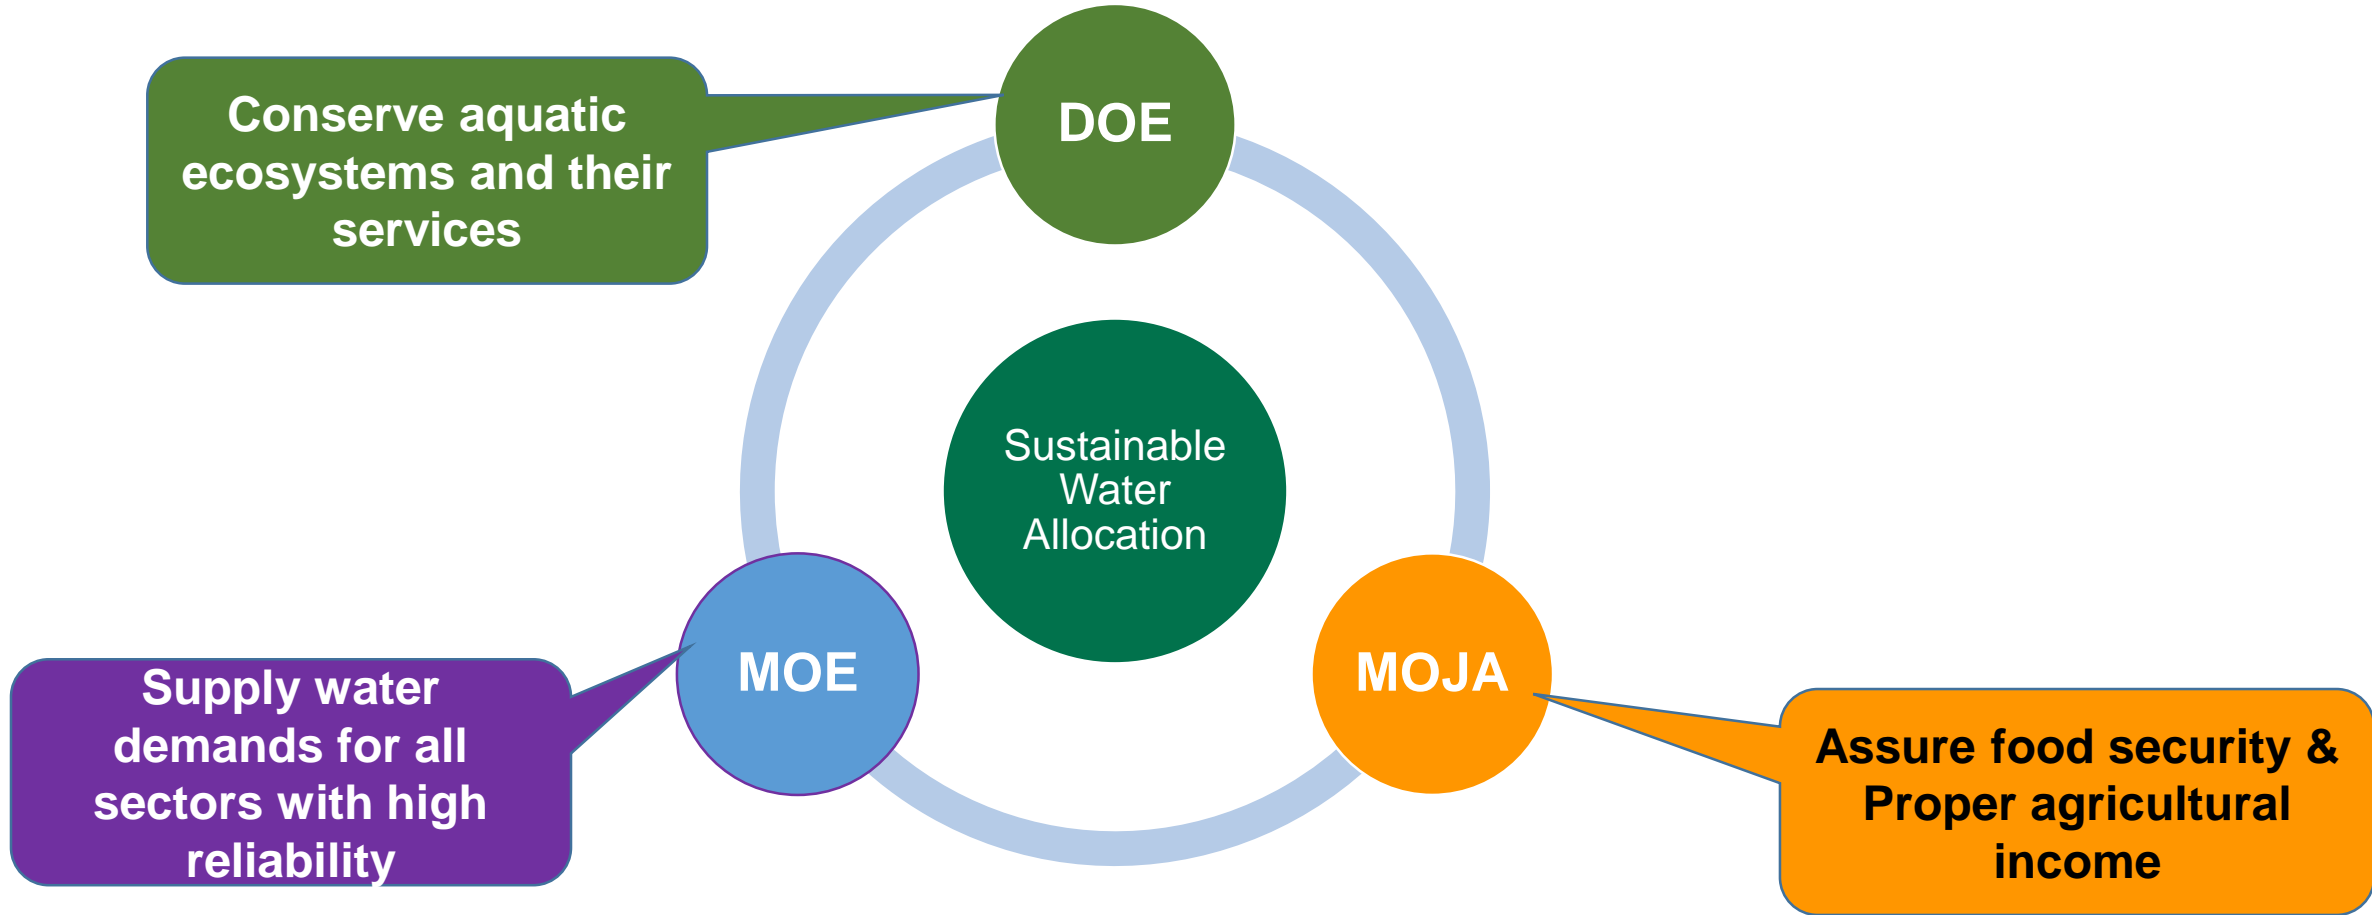 DOE
Conserve aquatic
ecosystems and their
services
Sustainable
Water
Allocation
MOE
MOJA
Supply water
demands for all
sectors with high
reliability
Assure food security &
Proper agricultural
income